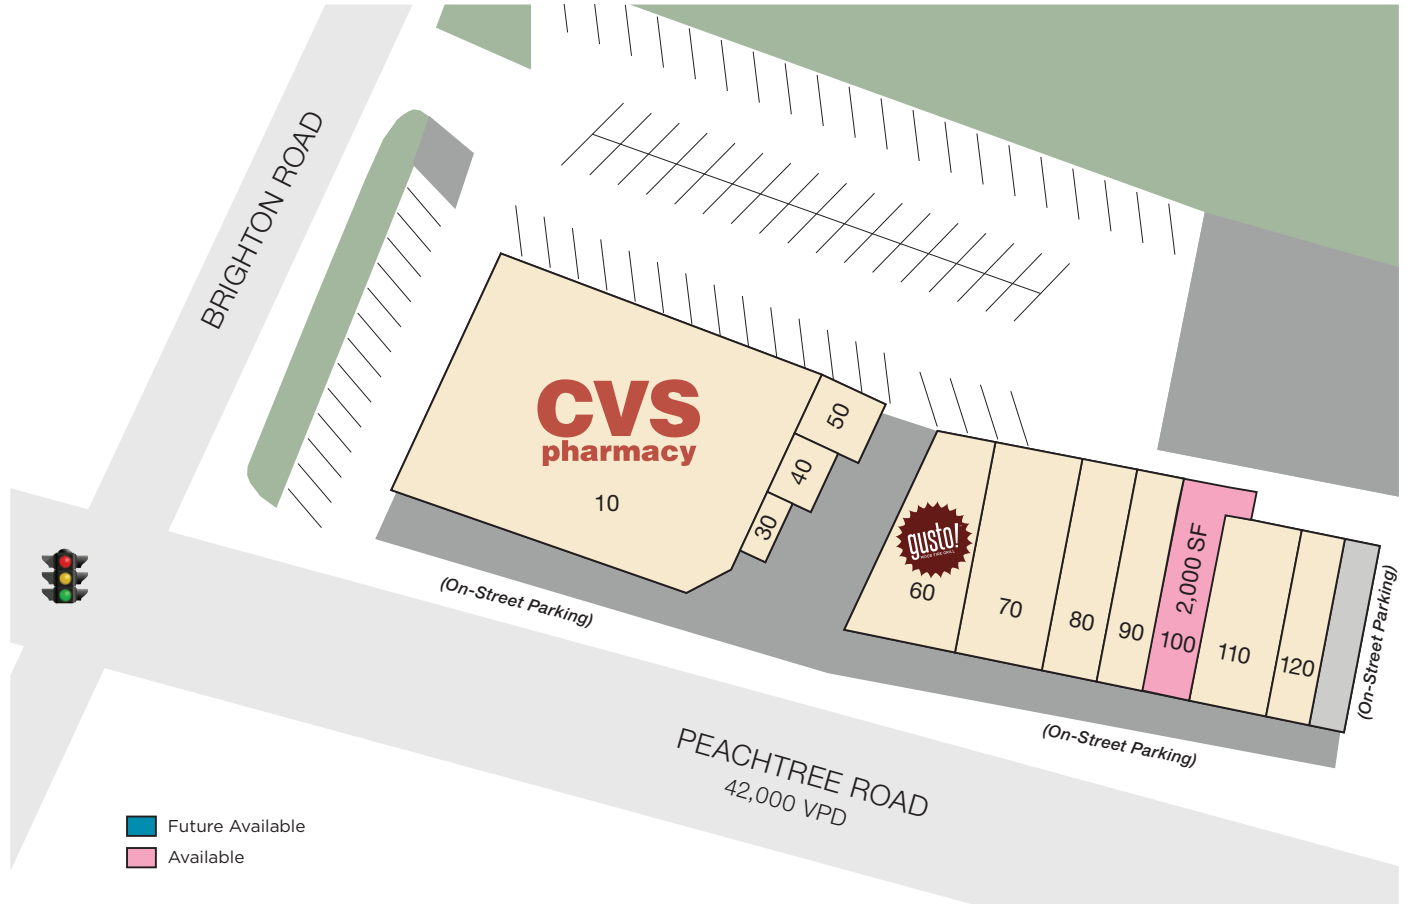 BRIGHTON ROAD
CVS
pharmacy
10
50
40
30
gusto!
60
70
80
90
2,000 SF
100
110
120
(On-Street Parking)
(On-Street Parking)
(On-Street Parking)
PEACHTREE ROAD
42,000 VPD
Future Available
Available